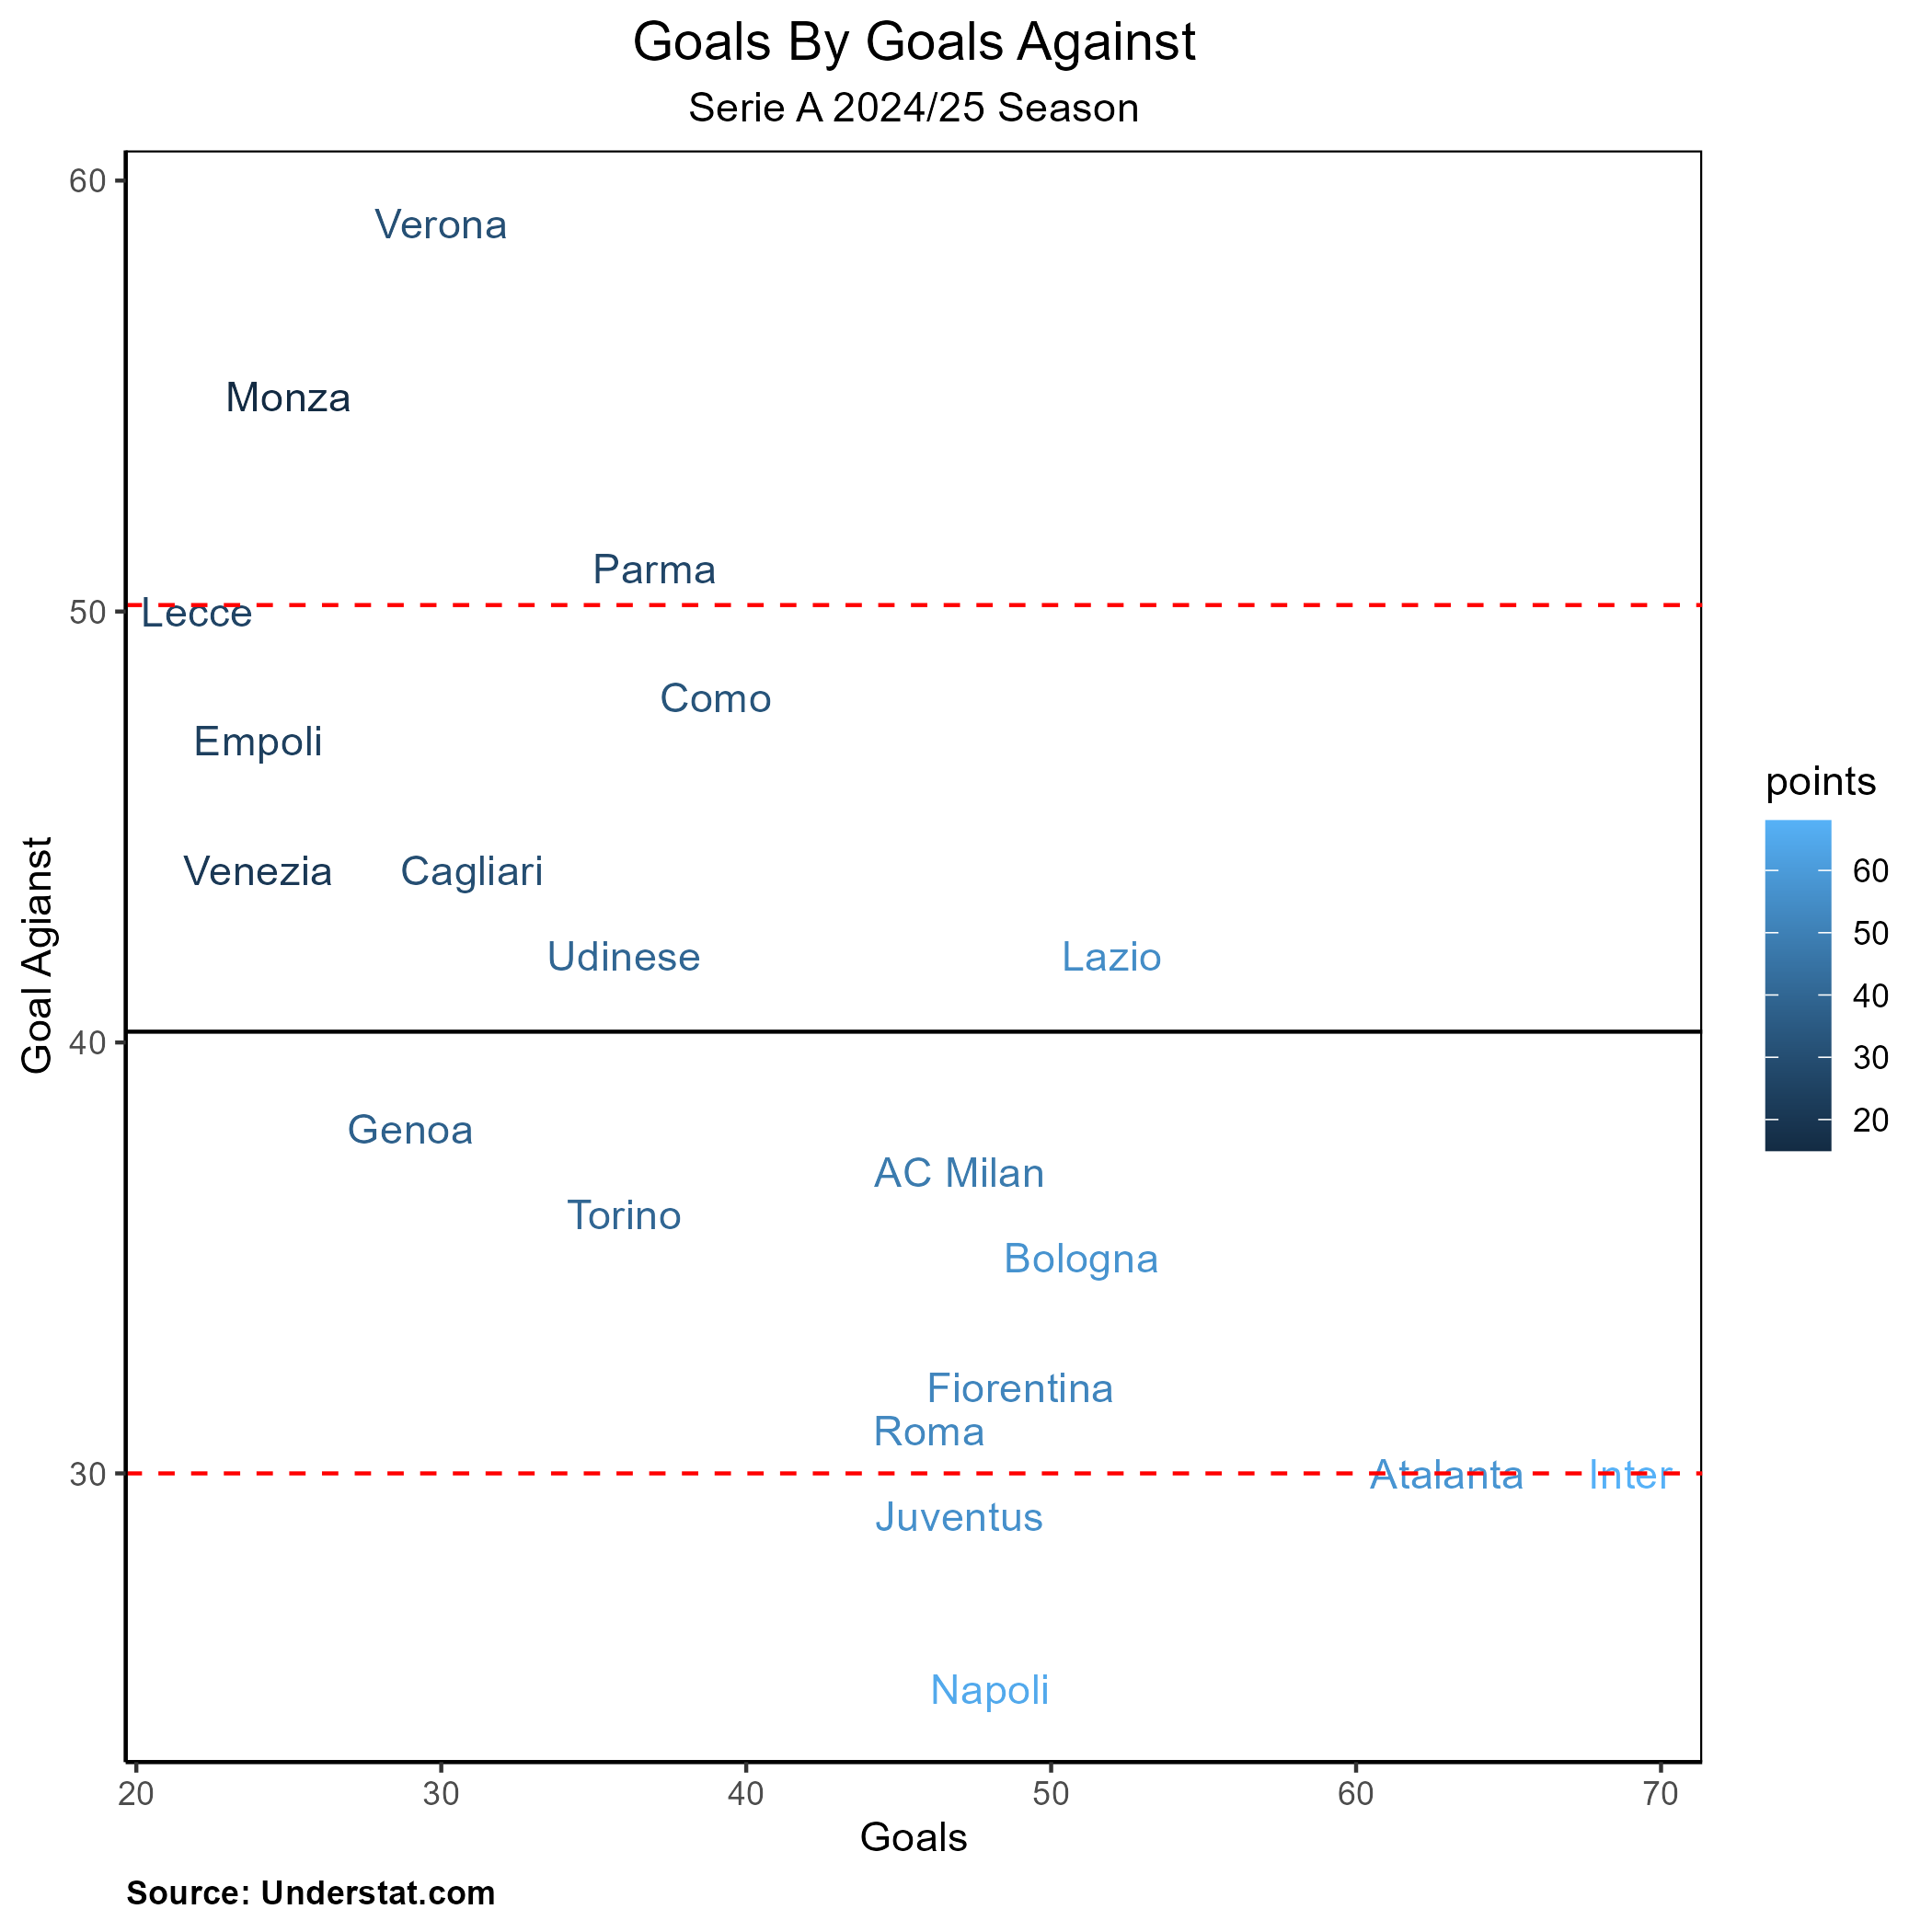 Goals By Goals Against
Serie A 2024/25 Season
60
Verona
Monza
Parma
50
Lecce
Como
Empoli
points
Goal Agianst
Venezia
Cagliari
60
Udinese
Lazio
50
40
40
30
Genoa
20
AC Milan
Torino
Bologna
Fiorentina
Roma
30
Atalanta
Inter
Juventus
Napoli
20 30 40 50 60 70
Goals
Source: Understat.com